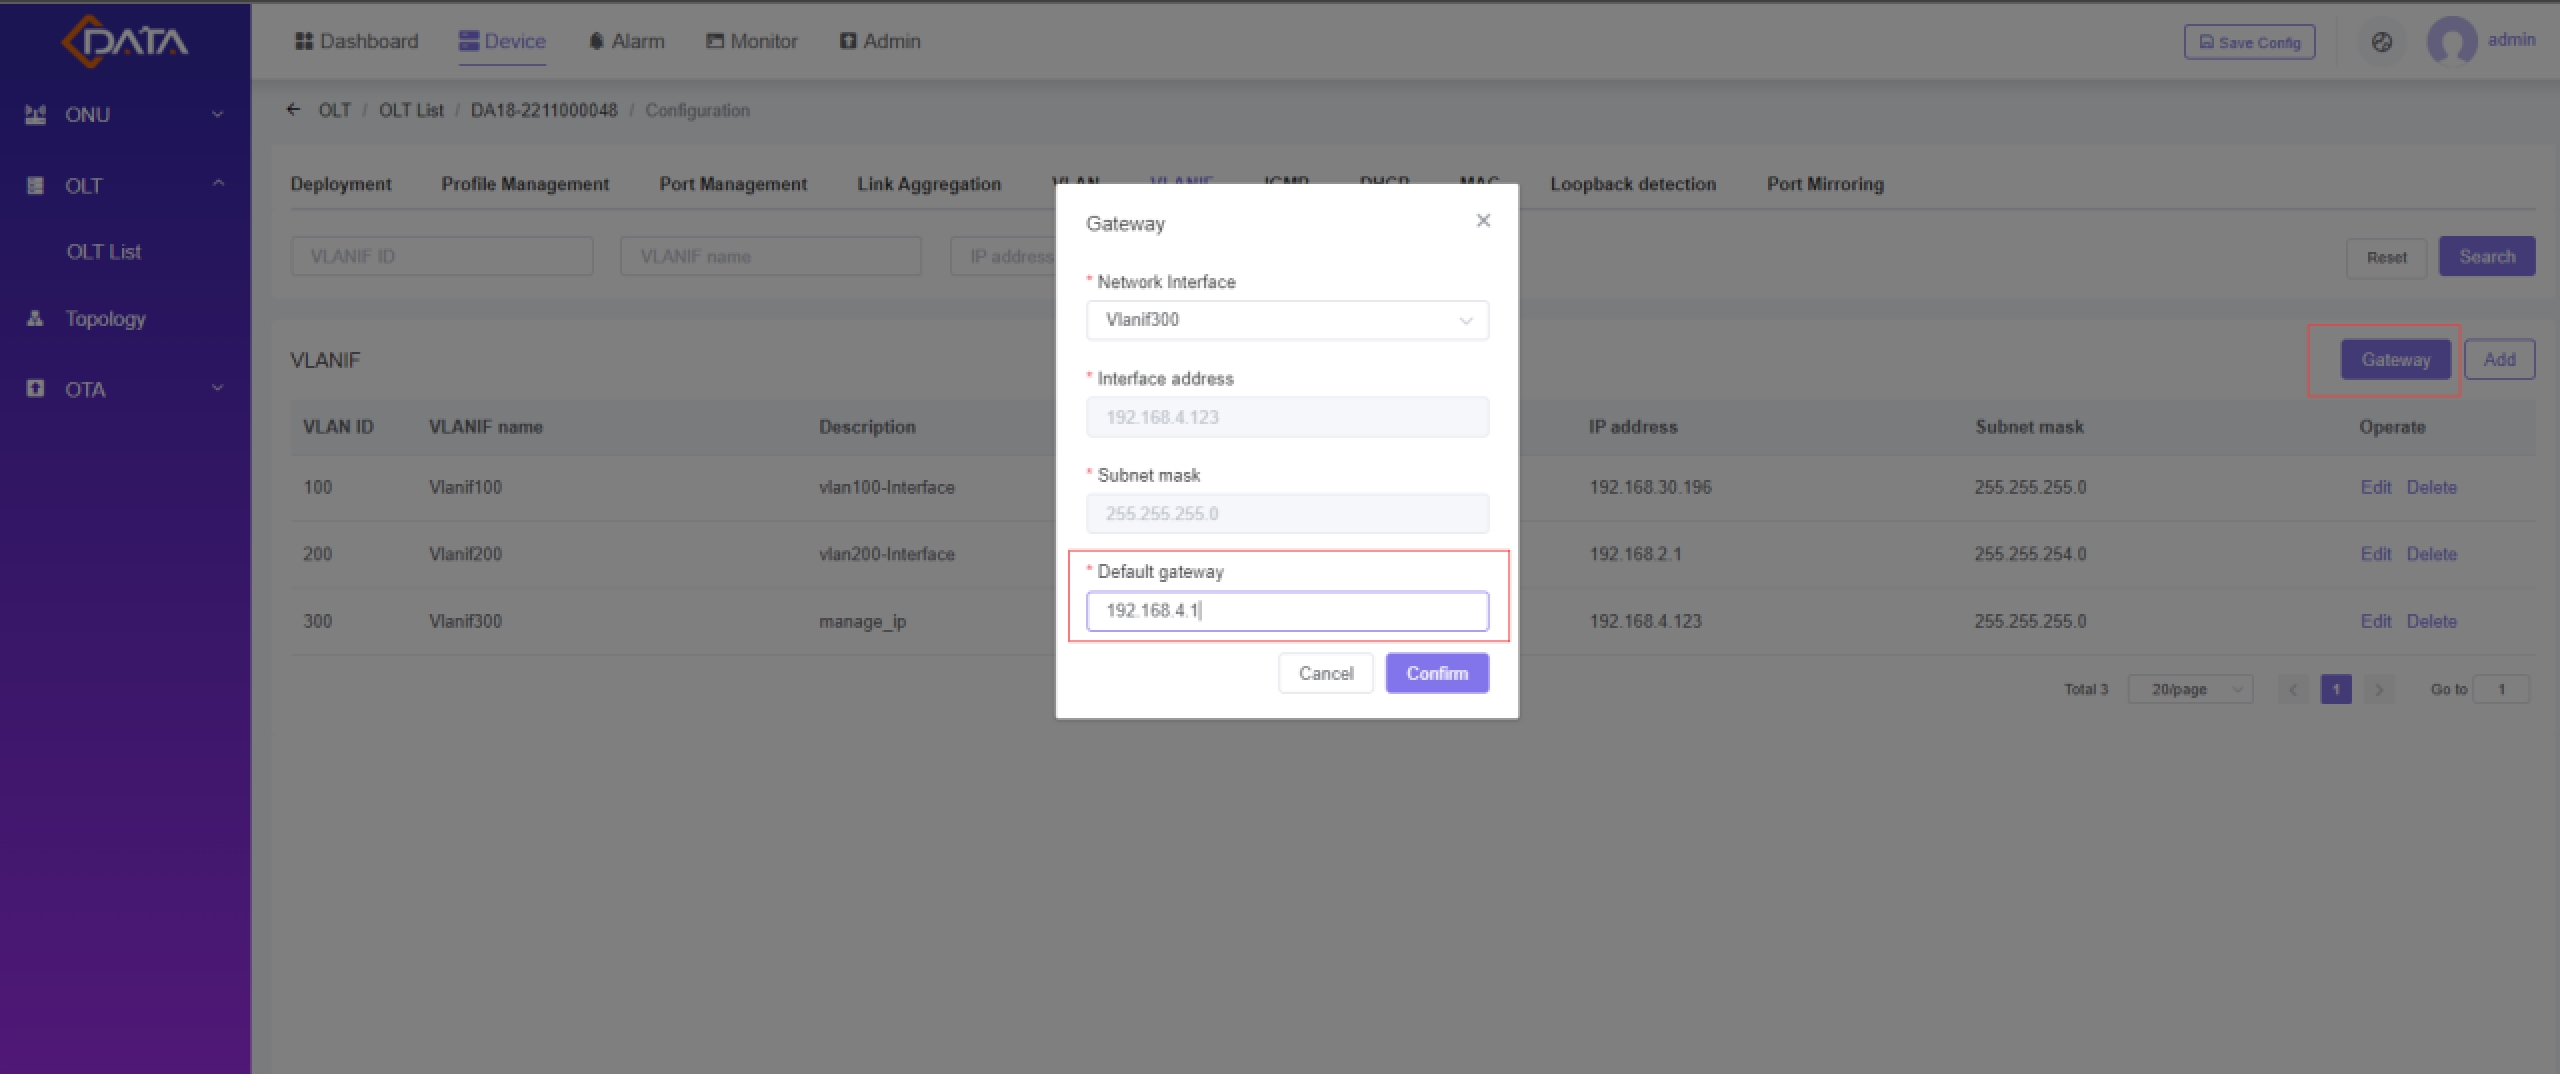 DATA
Dashboard Device Alarm Monitor Admin Save Config admin
ONU
OLT / OLT List / DA18-2211000048 / Configuration
OLT
OLT List
Topology
OTA
Deployment Profile Management Port Management Link Aggregation VLAN VLANIF IGMP DHCP MAC Loopback detection Port Mirroring
VLANIF ID VLANIF name IP address Reset Search
VLANIF Gateway Add
VLAN ID VLANIF name Description IP address Subnet mask Operate
100 Vlanif100 vlan100-Interface 192.168.30.196 255.255.255.0 Edit Delete
200 Vlanif200 vlan200-Interface 192.168.2.1 255.255.254.0 Edit Delete
300 Vlanif300 manage_ip 192.168.4.123 255.255.255.0 Edit Delete
Total 3 20/page < 1 > Go to 1
Gateway
* Network Interface
Vlanif300
* Interface address
192.168.4.123
* Subnet mask
255.255.255.0
* Default gateway
192.168.4.1
Cancel Confirm